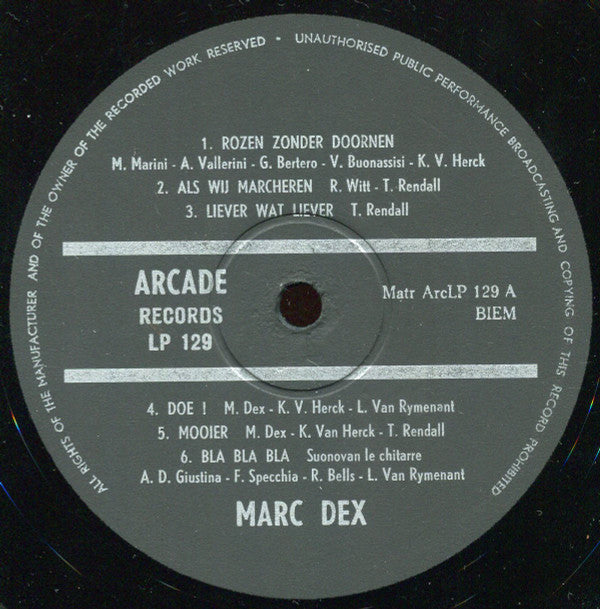 ALL RIGHTS OF THE MANUFACTURER AND OF THE OWNER OF THE RECORDED WORK RESERVED • UNAUTHORISED PUBLIC PERFORMANCE BROADCASTING AND COPYING OF THIS RECORD PROHIBITED
1. ROZEN ZONDER DOORNEN
M. Marini - A. Vallerini - G. Bertero - V. Buonassisi - K. V. Herck
2. ALS WIJ MARCHEREN R. Witt - T. Rendall
3. LIEVER WAT LIEVER T. Rendall
ARCADE
RECORDS
LP 129
Matr ArcLP 129 A
BIEM
4. DOE ! M. Dex - K. V. Herck - L. Van Rymenant
5. MOOIER M. Dex - K. Van Herck - T. Rendall
6. BLA BLA BLA Suonovan le chitarre
A. D. Giustina - F. Specchia - R. Bells - L. Van Rymenant
MARC DEX